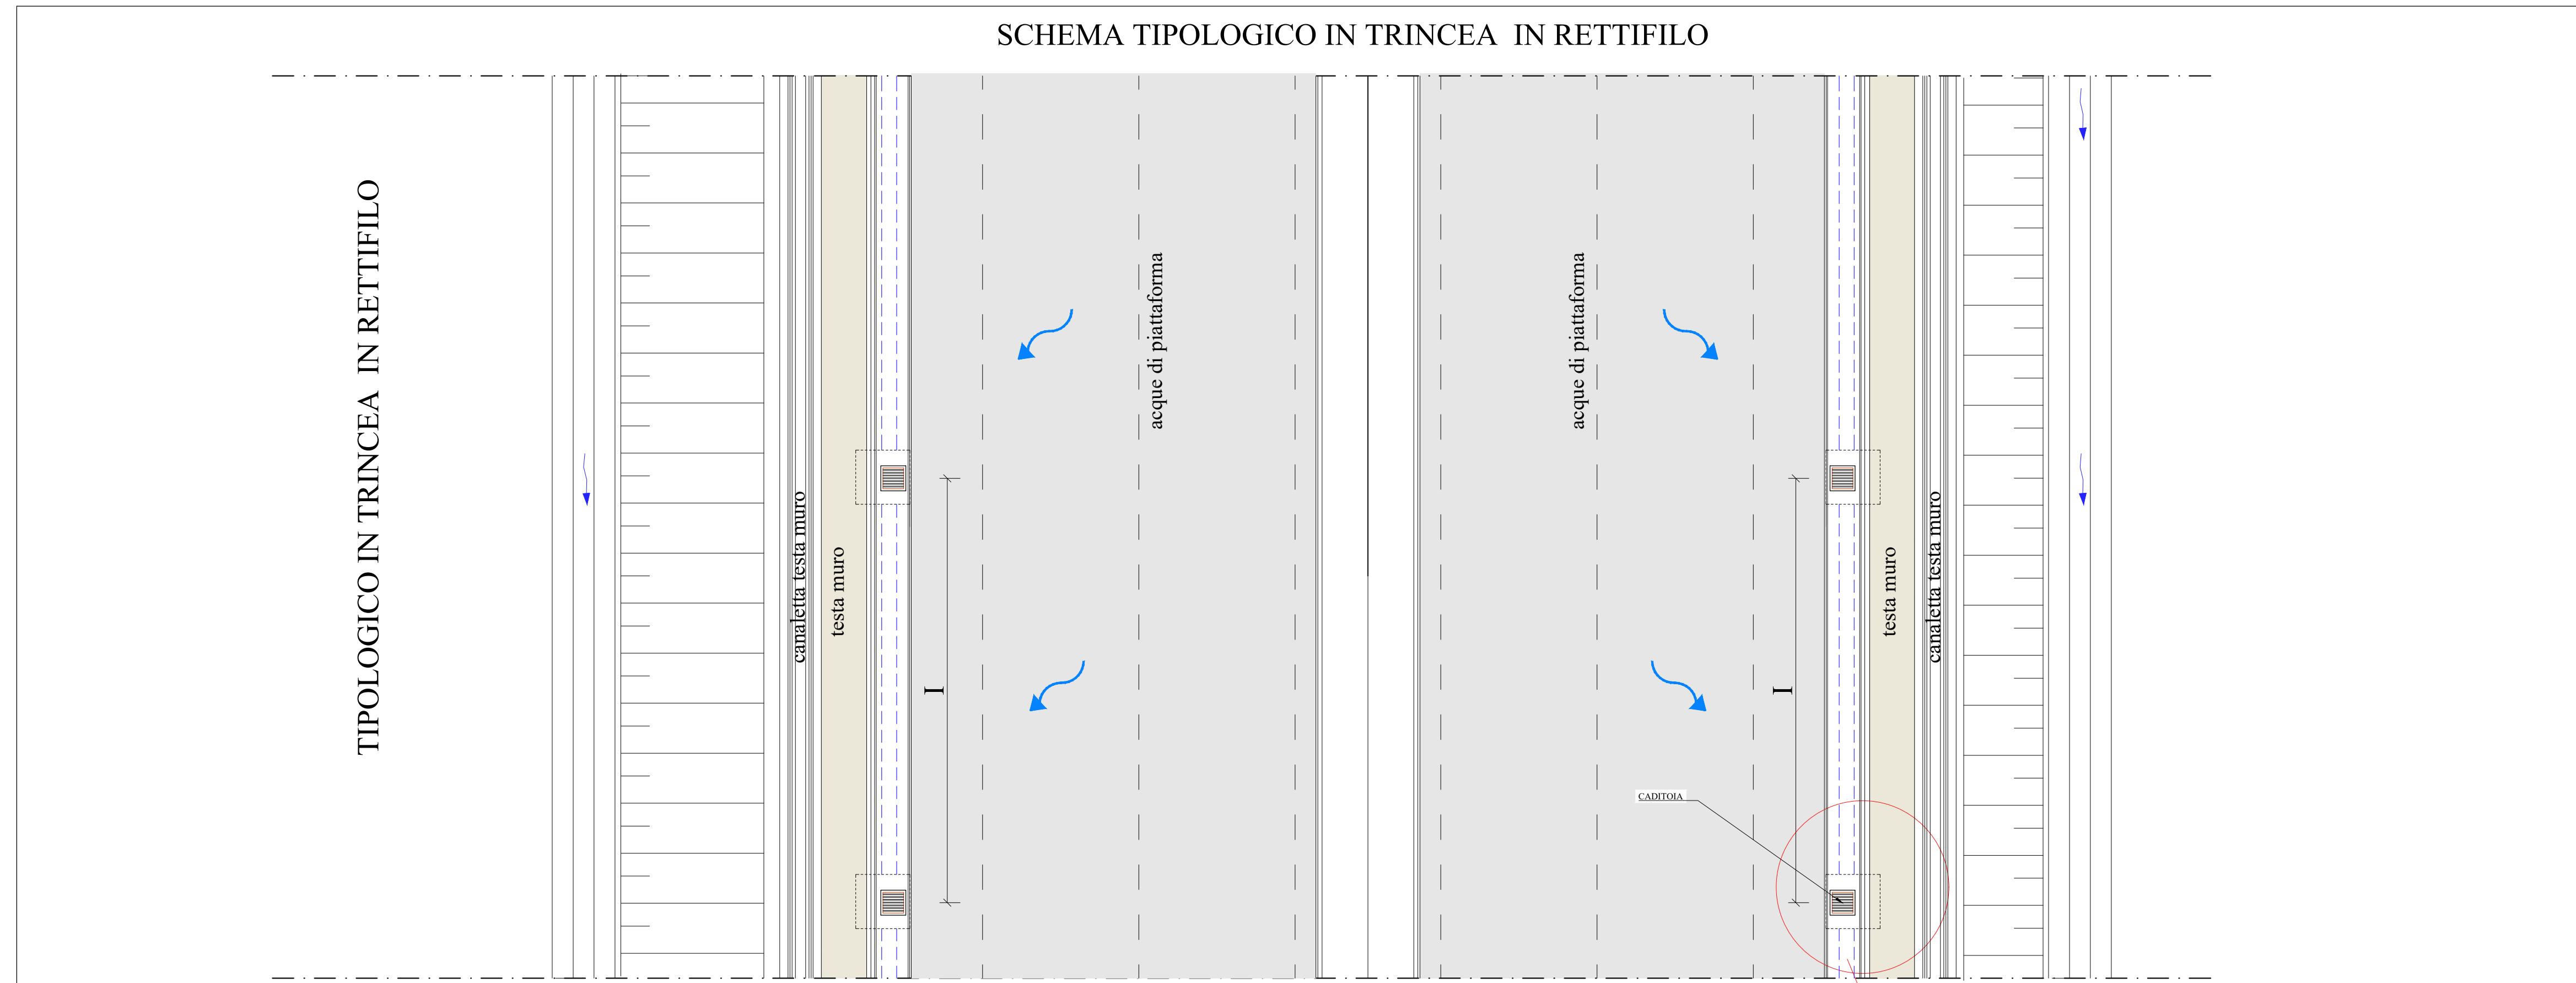 SCHEMA TIPOLOGICO IN TRINCEA IN RETTIFILO
TIPOLOGICO IN TRINCEA IN RETTIFILO
canaletta testa muro
testa muro
I
acque di piattaforma
acque di piattaforma
CADITOIA
I
testa muro
canaletta testa muro